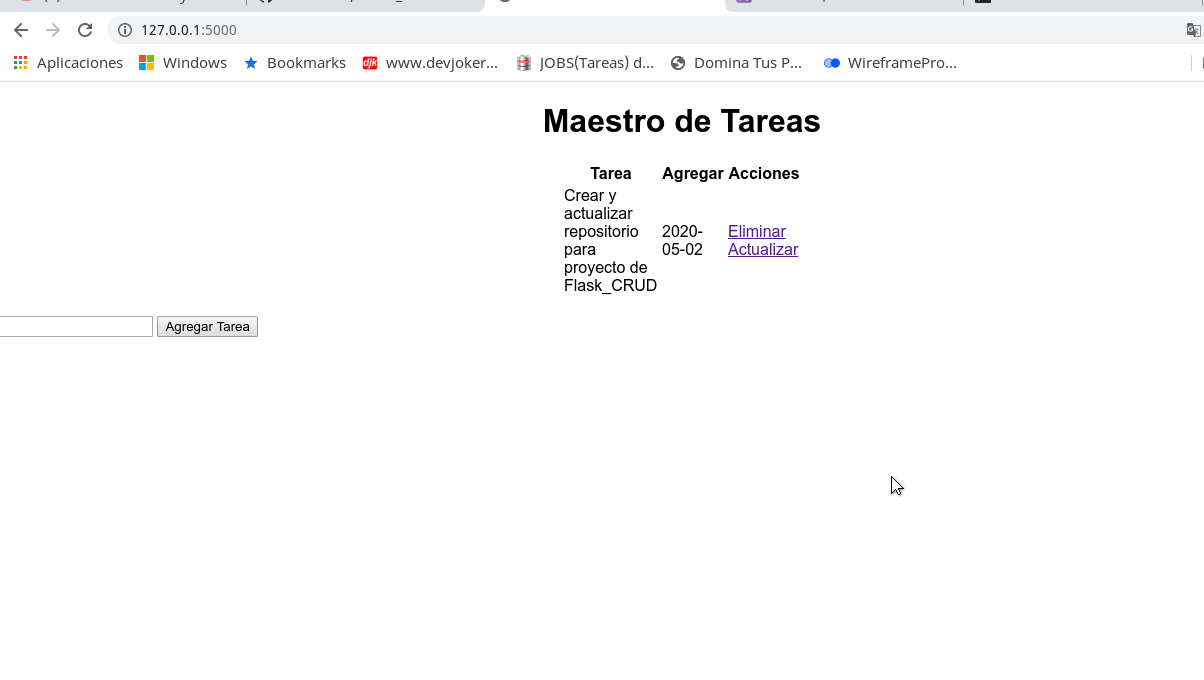 127.0.0.1:5000
Aplicaciones Windows Bookmarks djk www.devjoker... JOBS(Tareas) d... Domina Tus P... WireframePro...
Maestro de Tareas
Tarea Agregar Acciones
Crear y
actualizar
repositorio
para
proyecto de
Flask_CRUD
2020-
05-02
Eliminar
Actualizar
Agregar Tarea